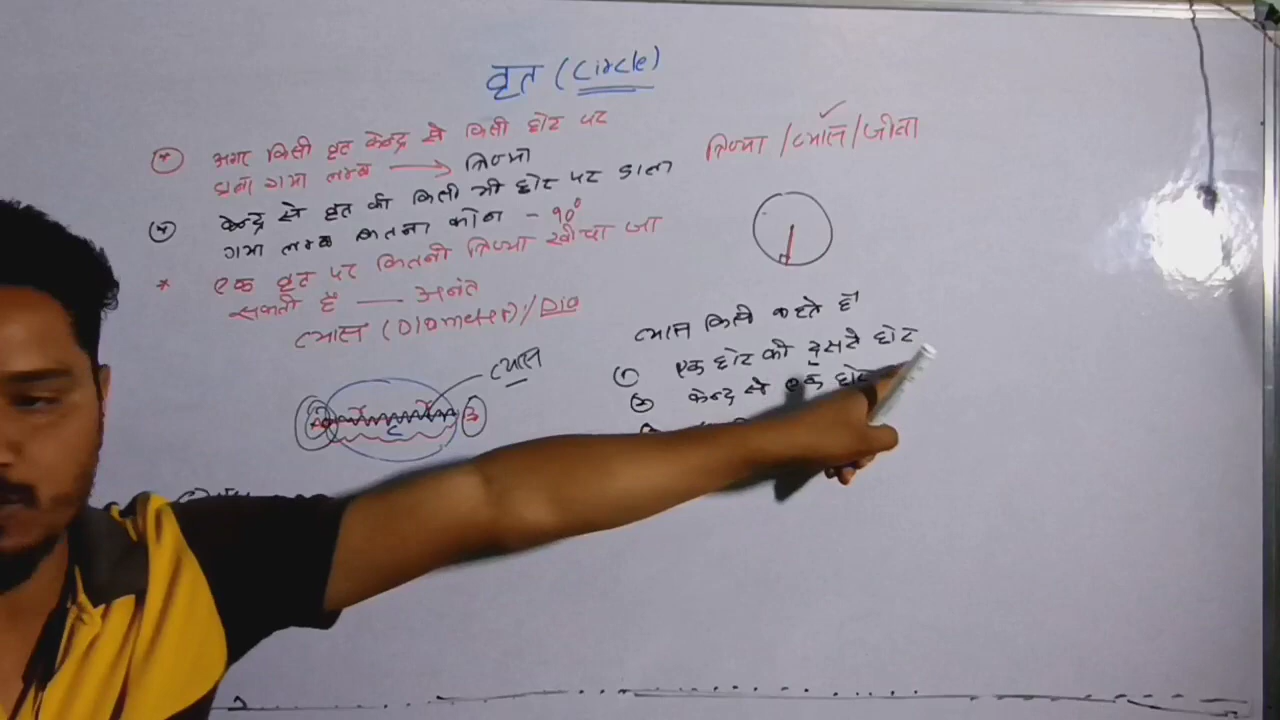 वृत (Circle)
अगर किसी वृत केन्द्र से किसी छोर पर
डाला गया लम्ब → त्रिज्या
केन्द्र से वृत की किसी भी छोर पर डाला
गया लम्ब कितना कोन - 90°
* एक वृत पर कितनी त्रिज्या खीचा जा
सकती है — अनंत
व्यास (Diameter)/Dia
व्यास
C
त्रिज्या / व्यास / जीवा
व्यास किसे कहते है
① एक छोर को दूसरे छोर
② केन्द्र से एक छोर